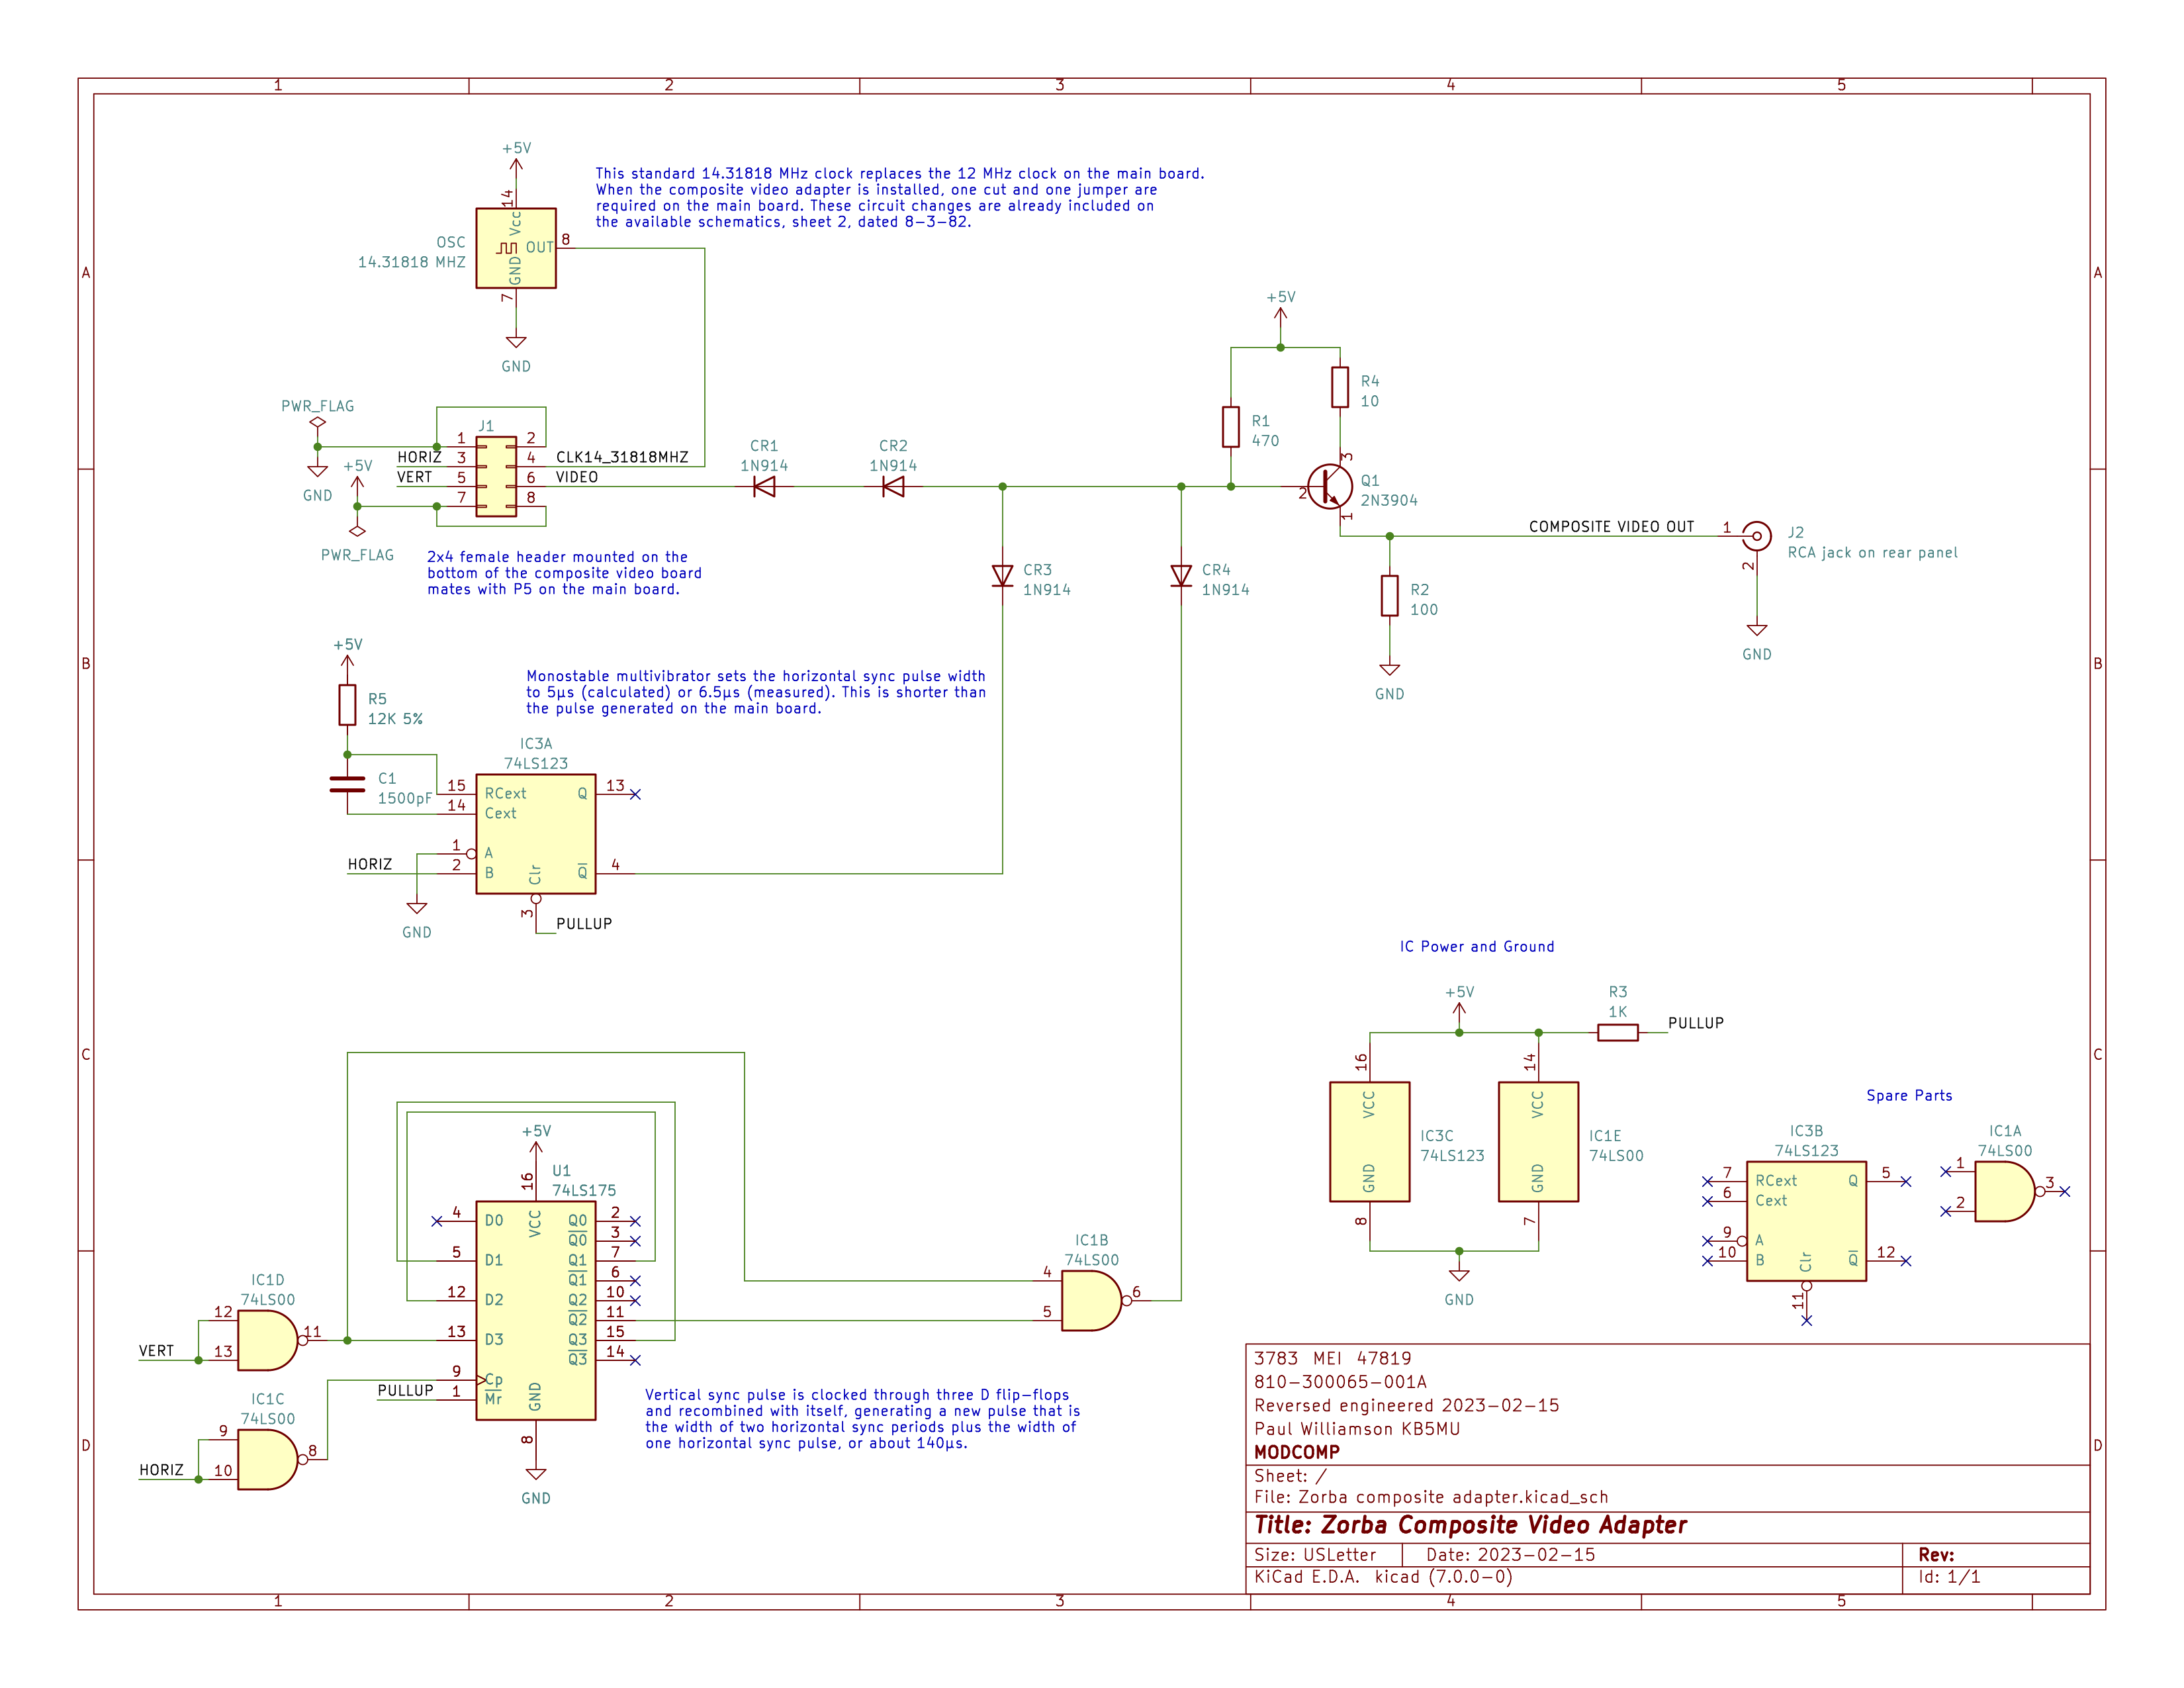 1 2 3 4 5
A
B
C
D
+5V
14
Vcc
OSC
14.31818 MHZ
OUT
8
GND
7
GND
This standard 14.31818 MHz clock replaces the 12 MHz clock on the main board.
When the composite video adapter is installed, one cut and one jumper are
required on the main board. These circuit changes are already included on
the available schematics, sheet 2, dated 8-3-82.
PWR_FLAG
GND
J1
1 2
HORIZ 3 4 CLK14_31818MHZ
VERT 5 6 VIDEO
7 8
+5V
PWR_FLAG
2x4 female header mounted on the
bottom of the composite video board
mates with P5 on the main board.
CR1
1N914
CR2
1N914
CR3
1N914
CR4
1N914
+5V
R1
470
R4
10
3
2
1
Q1
2N3904
R2
100
GND
COMPOSITE VIDEO OUT
1
2
J2
RCA jack on rear panel
GND
+5V
R5
12K 5%
C1
1500pF
Monostable multivibrator sets the horizontal sync pulse width
to 5µs (calculated) or 6.5µs (measured). This is shorter than
the pulse generated on the main board.
IC3A
74LS123
15 RCext Q 13
14 Cext
1 A
HORIZ 2 B Q 4
Clr
3
PULLUP
GND
+5V
16
U1
74LS175
VCC
4 D0 Q0 2
Q0 3
5 D1 Q1 7
Q1 6
12 D2 Q2 10
Q2 11
13 D3 Q3 15
Q3 14
9 Cp
PULLUP 1 Mr
GND
8
GND
IC1D
74LS00
12
13
11
VERT
IC1C
74LS00
9
10
8
HORIZ
Vertical sync pulse is clocked through three D flip-flops
and recombined with itself, generating a new pulse that is
the width of two horizontal sync periods plus the width of
one horizontal sync pulse, or about 140µs.
IC1B
74LS00
4
5
6
IC Power and Ground
+5V
R3
1K
PULLUP
16
VCC
GND
8
IC3C
74LS123
14
VCC
GND
7
IC1E
74LS00
GND
Spare Parts
IC3B
74LS123
7 RCext Q 5
6 Cext
9 A
10 B Q 12
Clr
11
IC1A
74LS00
1
2
3
3783 MEI 47819
810-300065-001A
Reversed engineered 2023-02-15
Paul Williamson KB5MU
MODCOMP
Sheet: /
File: Zorba composite adapter.kicad_sch
Title: Zorba Composite Video Adapter
Size: USLetter Date: 2023-02-15 Rev:
KiCad E.D.A. kicad (7.0.0-0) Id: 1/1
A
B
C
D
1 2 3 4 5